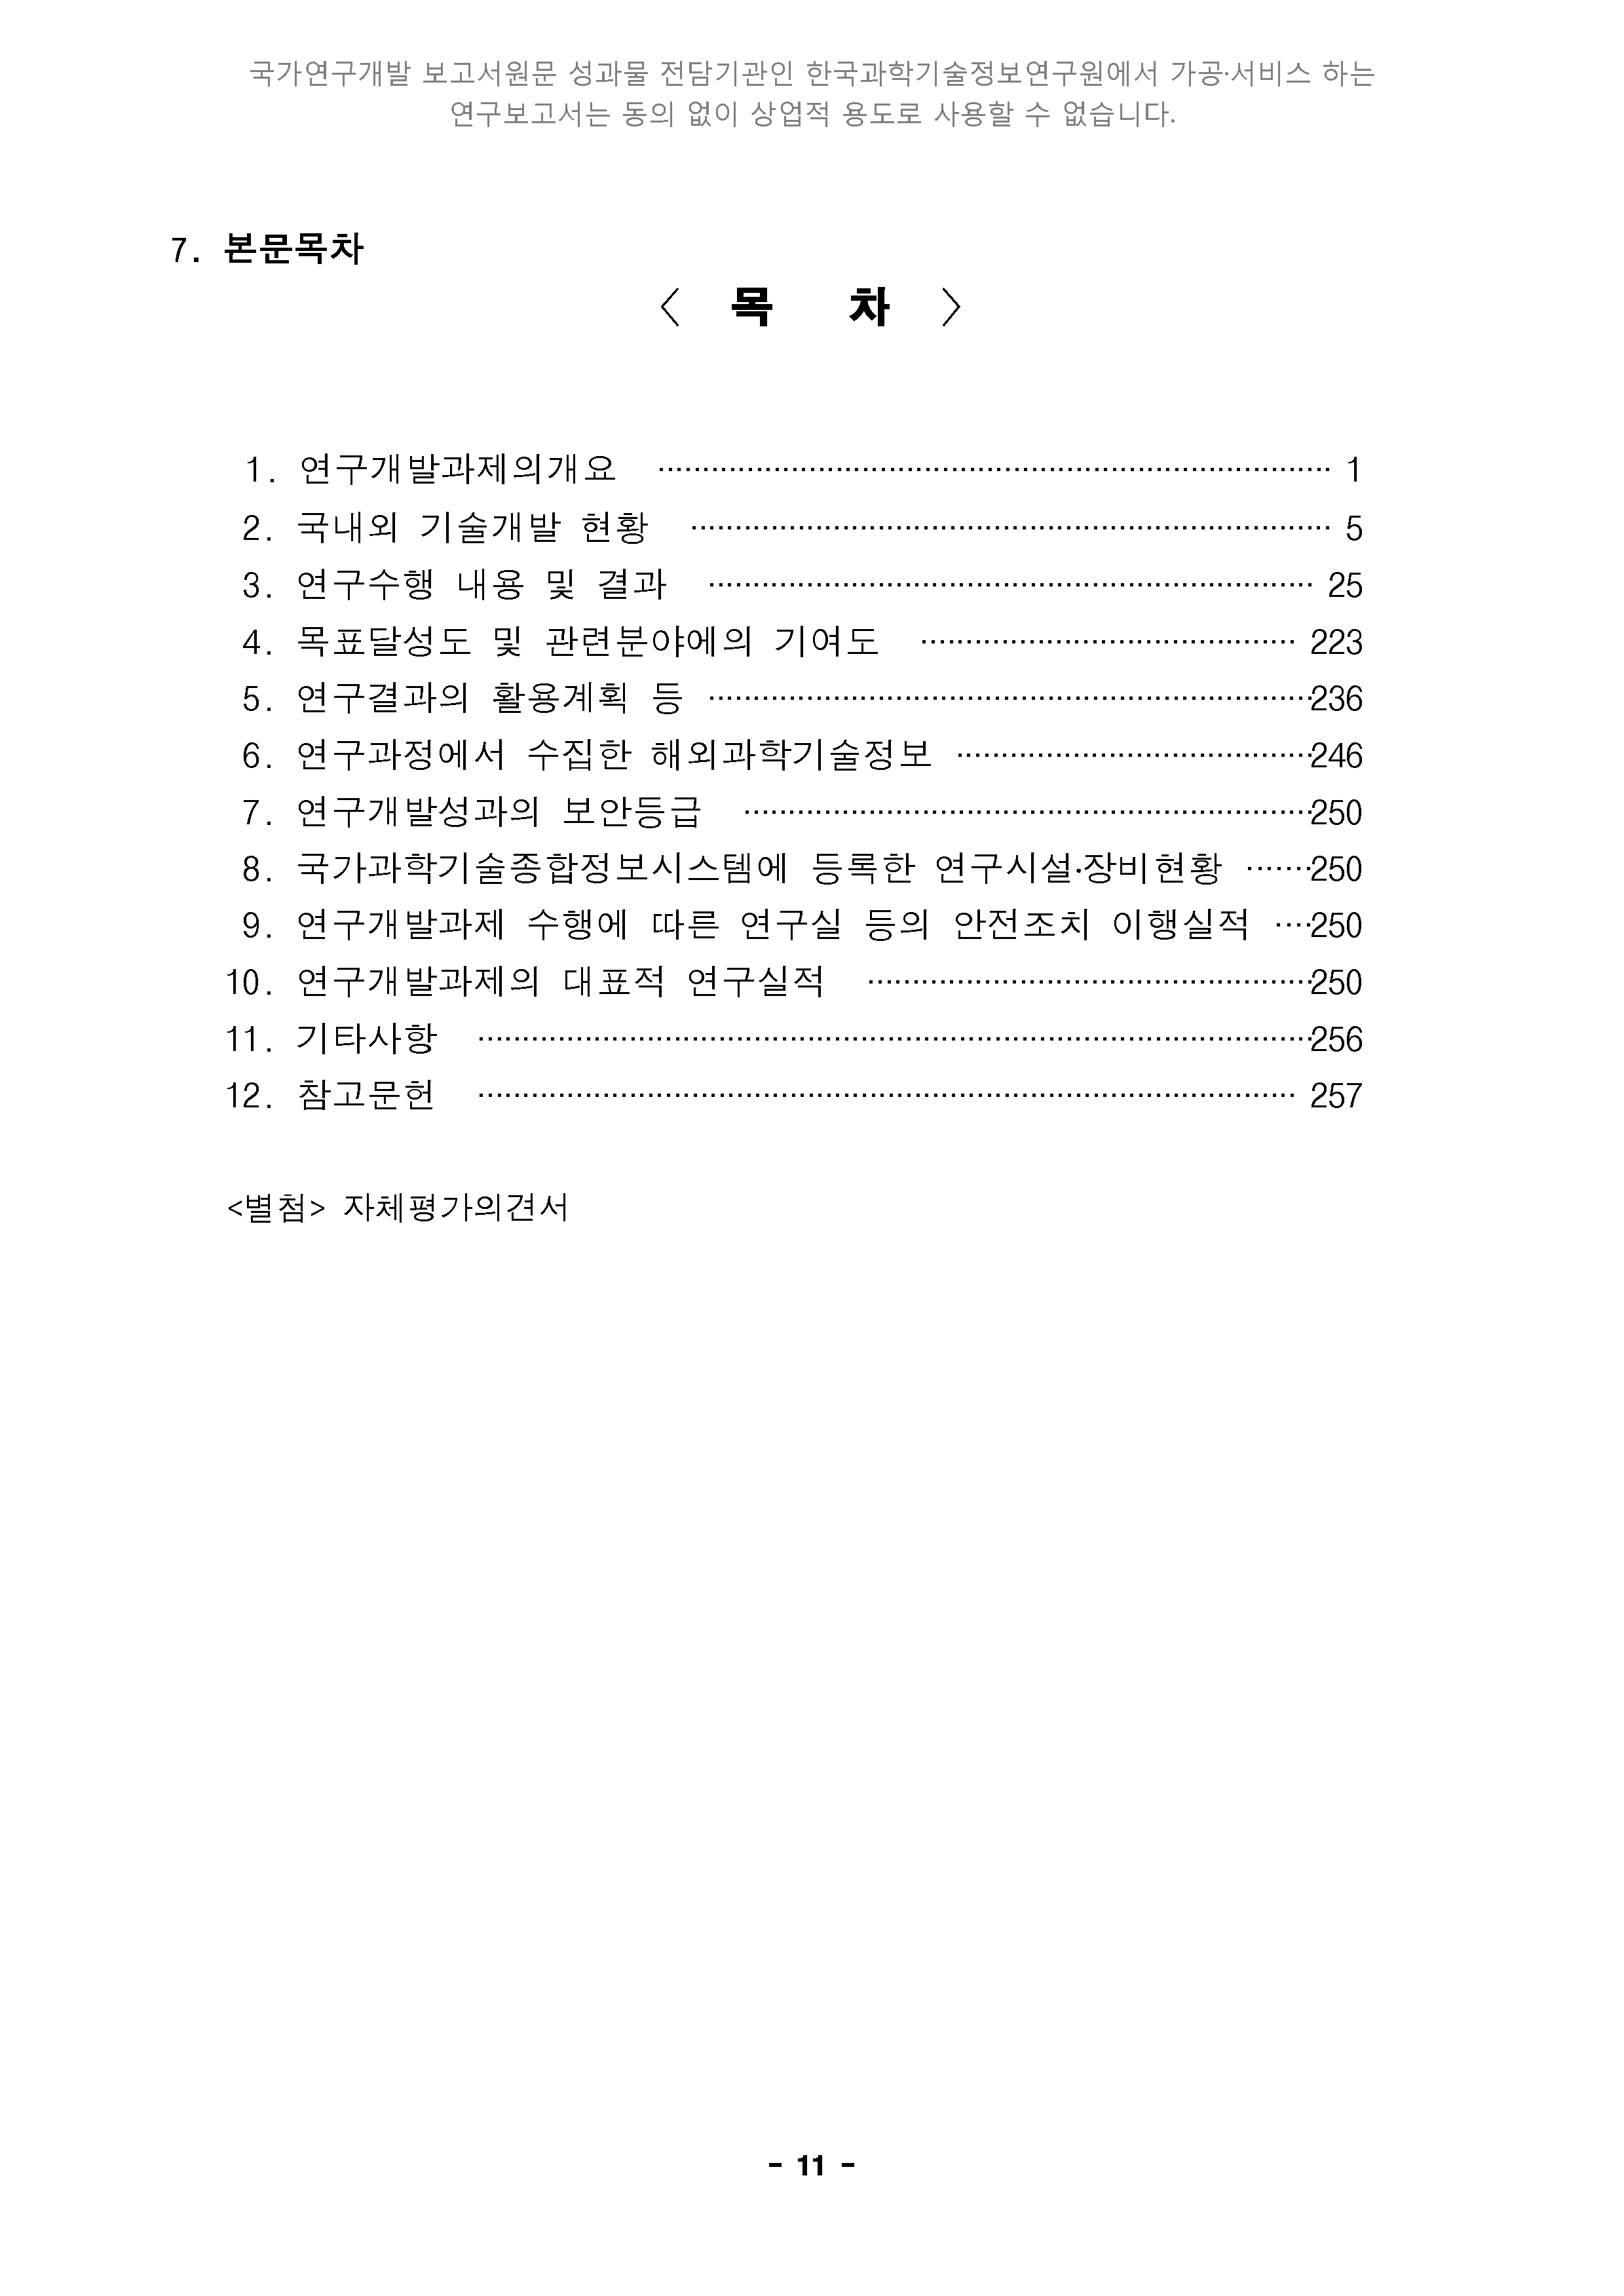 국가연구개발 보고서원문 성과물 전담기관인 한국과학기술정보연구원에서 가공·서비스 하는
연구보고서는 동의 없이 상업적 용도로 사용할 수 없습니다.
7. 본문목차
〈 목 차 〉
1. 연구개발과제의개요 ········································ 1
2. 국내외 기술개발 현황 ········································ 5
3. 연구수행 내용 및 결과 ········································ 25
4. 목표달성도 및 관련분야에의 기여도 ························ 223
5. 연구결과의 활용계획 등 ········································236
6. 연구과정에서 수집한 해외과학기술정보 ························246
7. 연구개발성과의 보안등급 ········································250
8. 국가과학기술종합정보시스템에 등록한 연구시설·장비현황 ·······250
9. 연구개발과제 수행에 따른 연구실 등의 안전조치 이행실적 ····250
10. 연구개발과제의 대표적 연구실적 ································250
11. 기타사항 ················································256
12. 참고문헌 ················································ 257
<별첨> 자체평가의견서
- 11 -